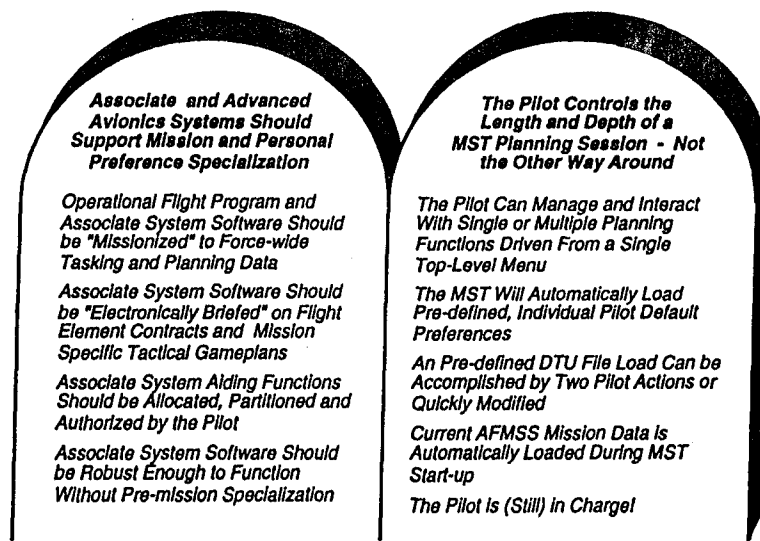 Associate and Advanced
Avionics Systems Should
Support Mission and Personal
Preference Specialization
Operational Flight Program and
Associate System Software Should
be "Missionized" to Force-wide
Tasking and Planning Data
Associate System Software Should
be "Electronically Briefed" on Flight
Element Contracts and Mission
Specific Tactical Gameplans
Associate System Aiding Functions
Should be Allocated, Partitioned and
Authorized by the Pilot
Associate System Software Should
be Robust Enough to Function
Without Pre-mission Specialization
The Pilot Controls the
Length and Depth of a
MST Planning Session - Not
the Other Way Around
The Pilot Can Manage and Interact
With Single or Multiple Planning
Functions Driven From a Single
Top-Level Menu
The MST Will Automatically Load
Pre-defined, Individual Pilot Default
Preferences
An Pre-defined DTU File Load Can be
Accomplished by Two Pilot Actions or
Quickly Modified
Current AFMSS Mission Data is
Automatically Loaded During MST
Start-up
The Pilot is (Still) in Charge!